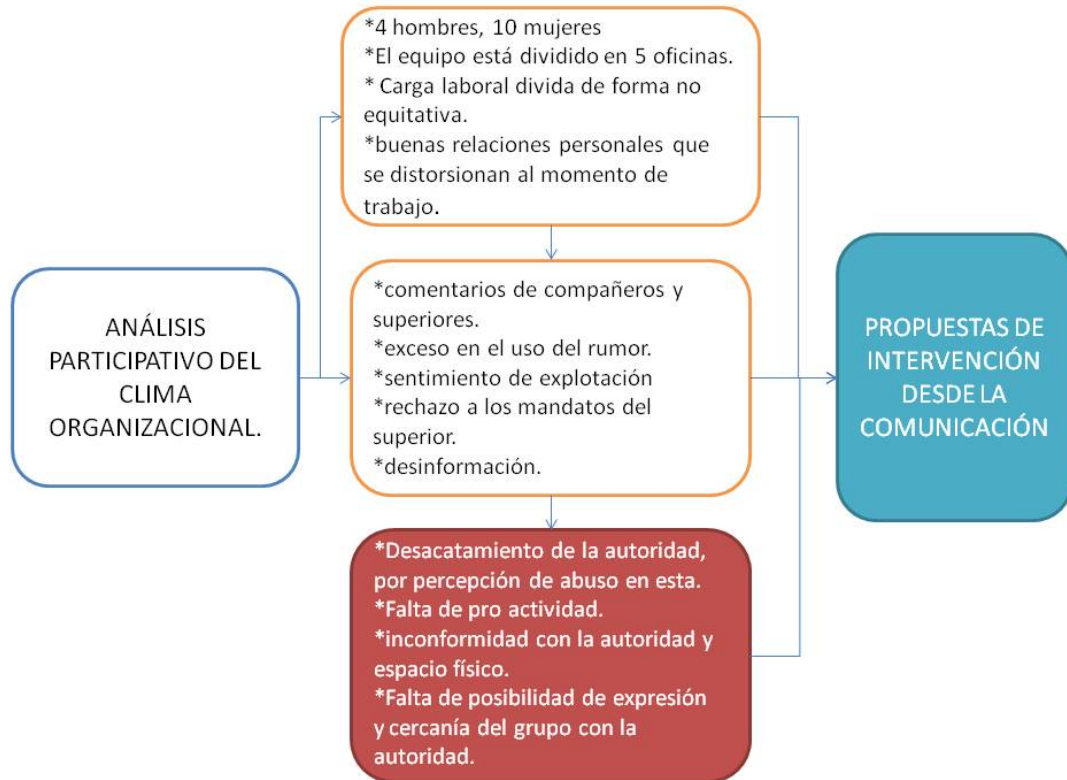 ANÁLISIS
PARTICIPATIVO DEL
CLIMA
ORGANIZACIONAL.
*4 hombres, 10 mujeres
*El equipo está dividido en 5 oficinas.
* Carga laboral divida de forma no
equitativa.
*buenas relaciones personales que
se distorsionan al momento de
trabajo.
*comentarios de compañeros y
superiores.
*exceso en el uso del rumor.
*sentimiento de explotación
*rechazo a los mandatos del
superior.
*desinformación.
*Desacatamiento de la autoridad,
por percepción de abuso en esta.
*Falta de pro actividad.
*inconformidad con la autoridad y
espacio físico.
*Falta de posibilidad de expresión
y cercanía del grupo con la
autoridad.
PROPUESTAS DE
INTERVENCIÓN
DESDE LA
COMUNICACIÓN